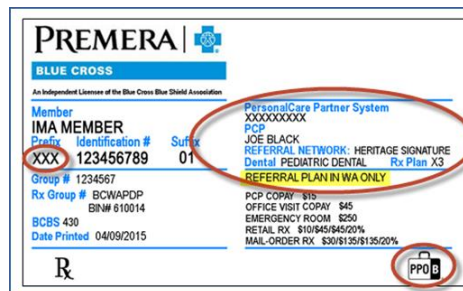 PREMERA
BLUE CROSS
An Independent Licensee of the Blue Cross Blue Shield Association
Member
IMA MEMBER
Prefix Identification # Suffix
XXX 123456789 01
Group # 1234567
Rx Group # BCWAPDP
BIN# 610014
BCBS 430
Date Printed 04/09/2015
Rx
PersonalCare Partner System
XXXXXXXXX
PCP
JOE BLACK
REFERRAL NETWORK: HERITAGE SIGNATURE
Dental PEDIATRIC DENTAL Rx Plan X3
REFERRAL PLAN IN WA ONLY
PCP COPAY $15
OFFICE VISIT COPAY $45
EMERGENCY ROOM $250
RETAIL RX $10/$45/$45/20%
MAIL-ORDER RX $30/$135/$135/20%
PPO B